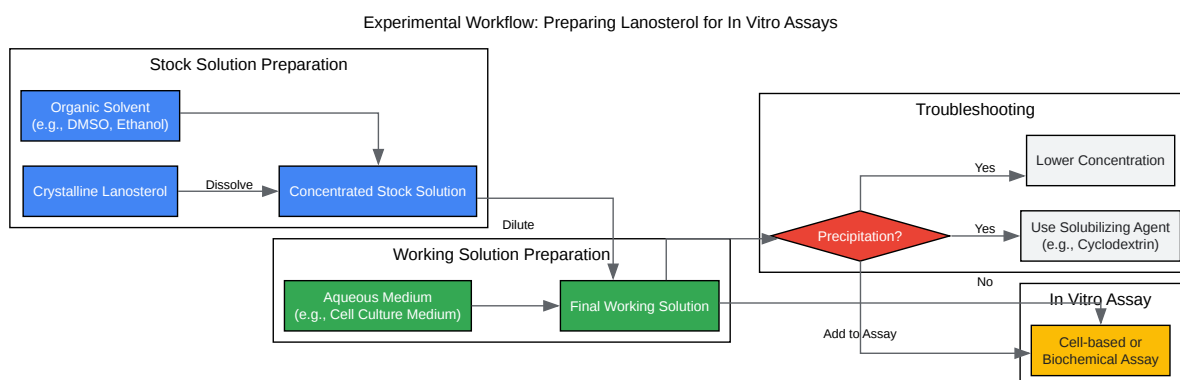 Experimental Workflow: Preparing Lanosterol for In Vitro Assays
Stock Solution Preparation
Organic Solvent
(e.g., DMSO, Ethanol)
Crystalline Lanosterol
Dissolve
Concentrated Stock Solution
Dilute
Working Solution Preparation
Aqueous Medium
(e.g., Cell Culture Medium)
Final Working Solution
Troubleshooting
Precipitation?
Yes
Lower Concentration
Yes
Use Solubilizing Agent
(e.g., Cyclodextrin)
No
Add to Assay
In Vitro Assay
Cell-based or
Biochemical Assay